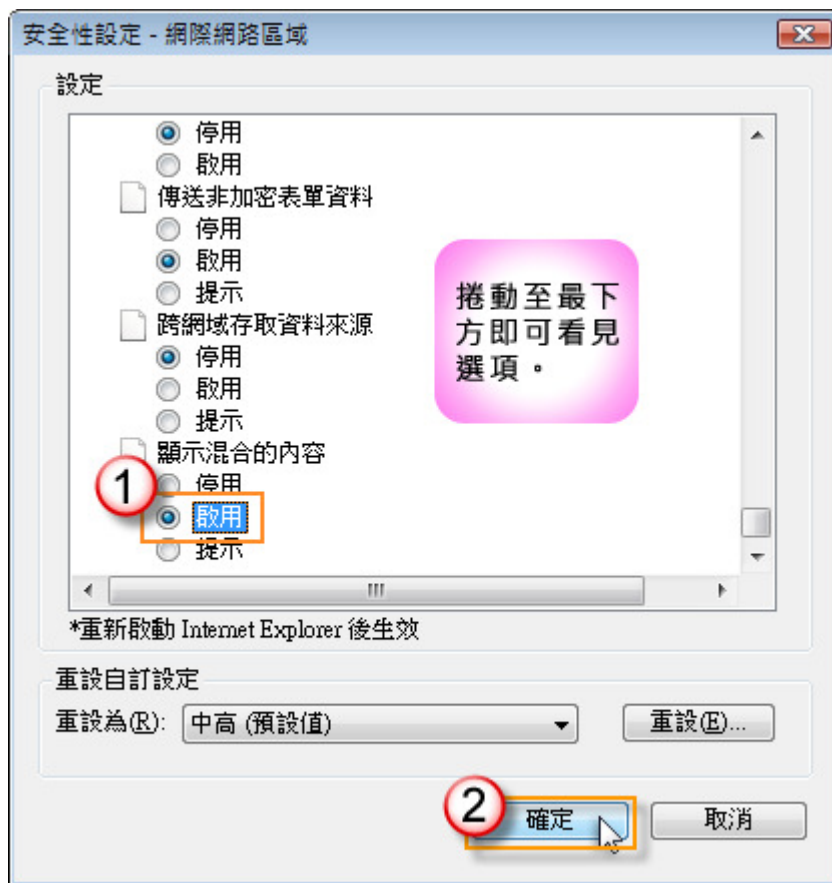 安全性設定 - 網際網路區域
設定
停用
啟用
傳送非加密表單資料
停用
啟用
提示
跨網域存取資料來源
停用
啟用
提示
顯示混合的內容
停用
啟用
提示
捲動至最下
方即可看見
選項。
1
*重新啟動 Internet Explorer 後生效
重設自訂設定
重設為(R): 中高 (預設值) 重設(E)...
2 確定 取消